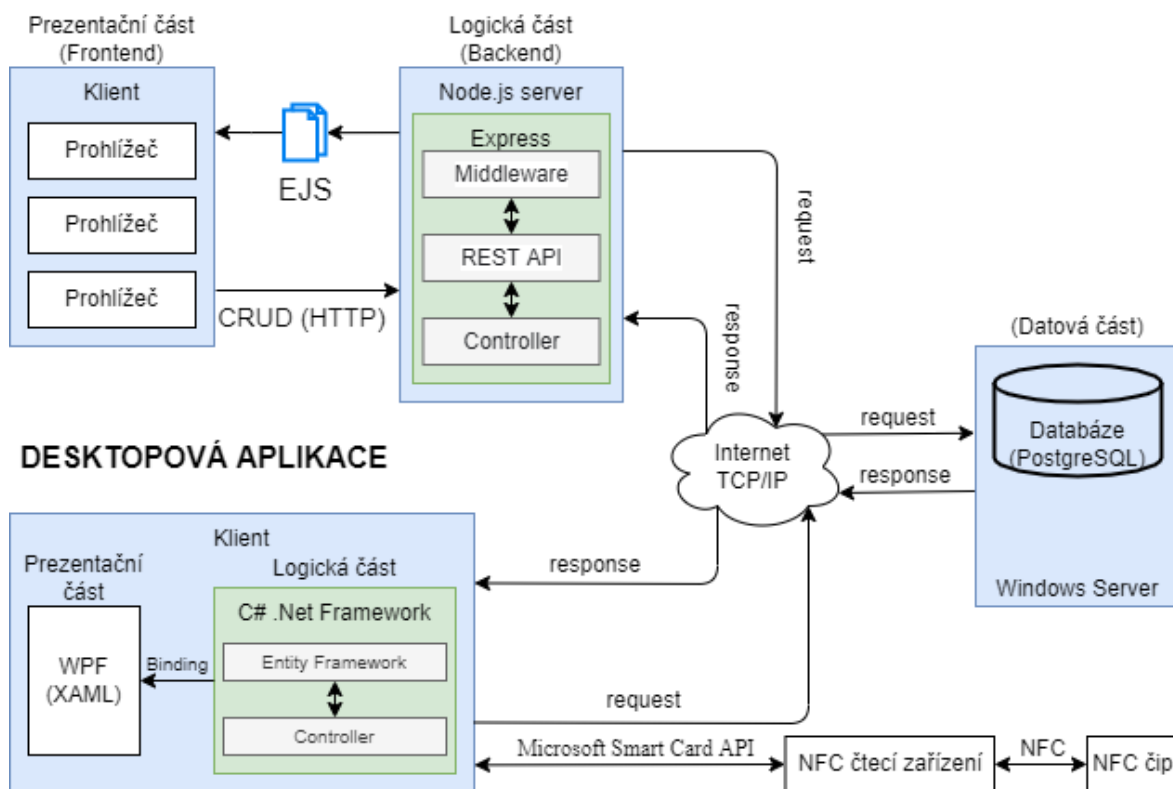 Prezentační část
(Frontend)
Logická část
(Backend)
Klient
Prohlížeč
Prohlížeč
Prohlížeč
EJS
CRUD (HTTP)
Node.js server
Express
Middleware
REST API
Controller
request
response
(Datová část)
Databáze
(PostgreSQL)
Windows Server
request
response
Internet
TCP/IP
DESKTOPOVÁ APLIKACE
Klient
Prezentační
část
Logická část
WPF
(XAML)
Binding
C# .Net Framework
Entity Framework
Controller
response
request
Microsoft Smart Card API
NFC čtecí zařízení
NFC
NFC čip